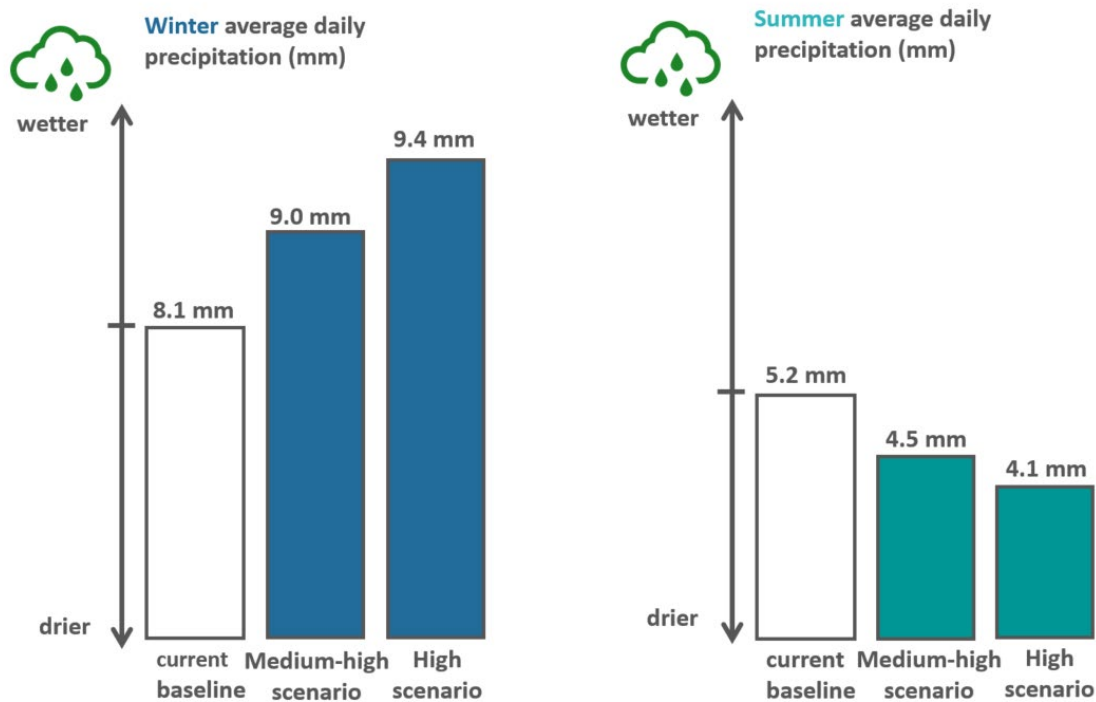 Winter average daily
precipitation (mm)
wetter
9.4 mm
9.0 mm
8.1 mm
drier
current
baseline
Medium-high
scenario
High
scenario
Summer average daily
precipitation (mm)
wetter
5.2 mm
4.5 mm
4.1 mm
drier
current
baseline
Medium-high
scenario
High
scenario